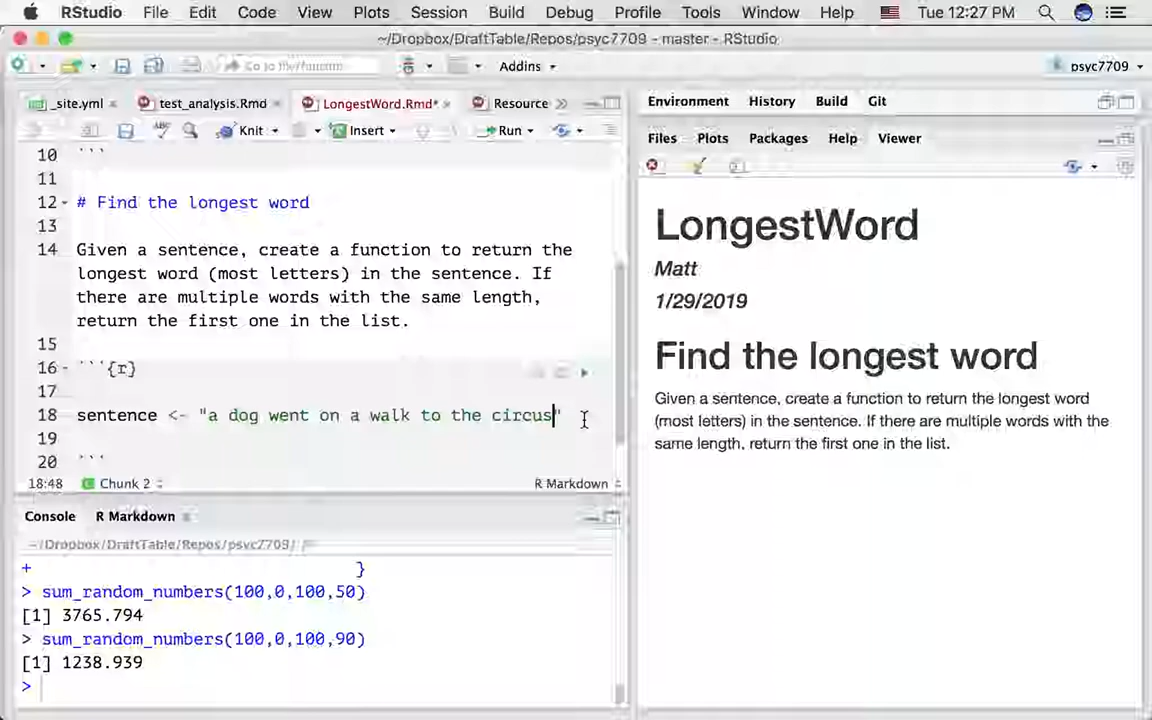 RStudio File Edit Code View Plots Session Build Debug Profile Tools Window Help Tue 12:27 PM
~/Dropbox/DraftTable/Repos/psyc7709 - master - RStudio
Go to file/function Addins psyc7709
_site.yml test_analysis.Rmd LongestWord.Rmd* Resource
Knit Insert Run
10 ```
11
12 # Find the longest word
13
14 Given a sentence, create a function to return the
longest word (most letters) in the sentence. If
there are multiple words with the same length,
return the first one in the list.
15
16 ```{r}
17
18 sentence <- "a dog went on a walk to the circus"
19
20 ```
18:48 Chunk 2 R Markdown
Console R Markdown
~/Dropbox/DraftTable/Repos/psyc7709/
+ }
> sum_random_numbers(100,0,100,50)
[1] 3765.794
> sum_random_numbers(100,0,100,90)
[1] 1238.939
>
Environment History Build Git
Files Plots Packages Help Viewer
LongestWord
Matt
1/29/2019
Find the longest word
Given a sentence, create a function to return the longest word
(most letters) in the sentence. If there are multiple words with the
same length, return the first one in the list.